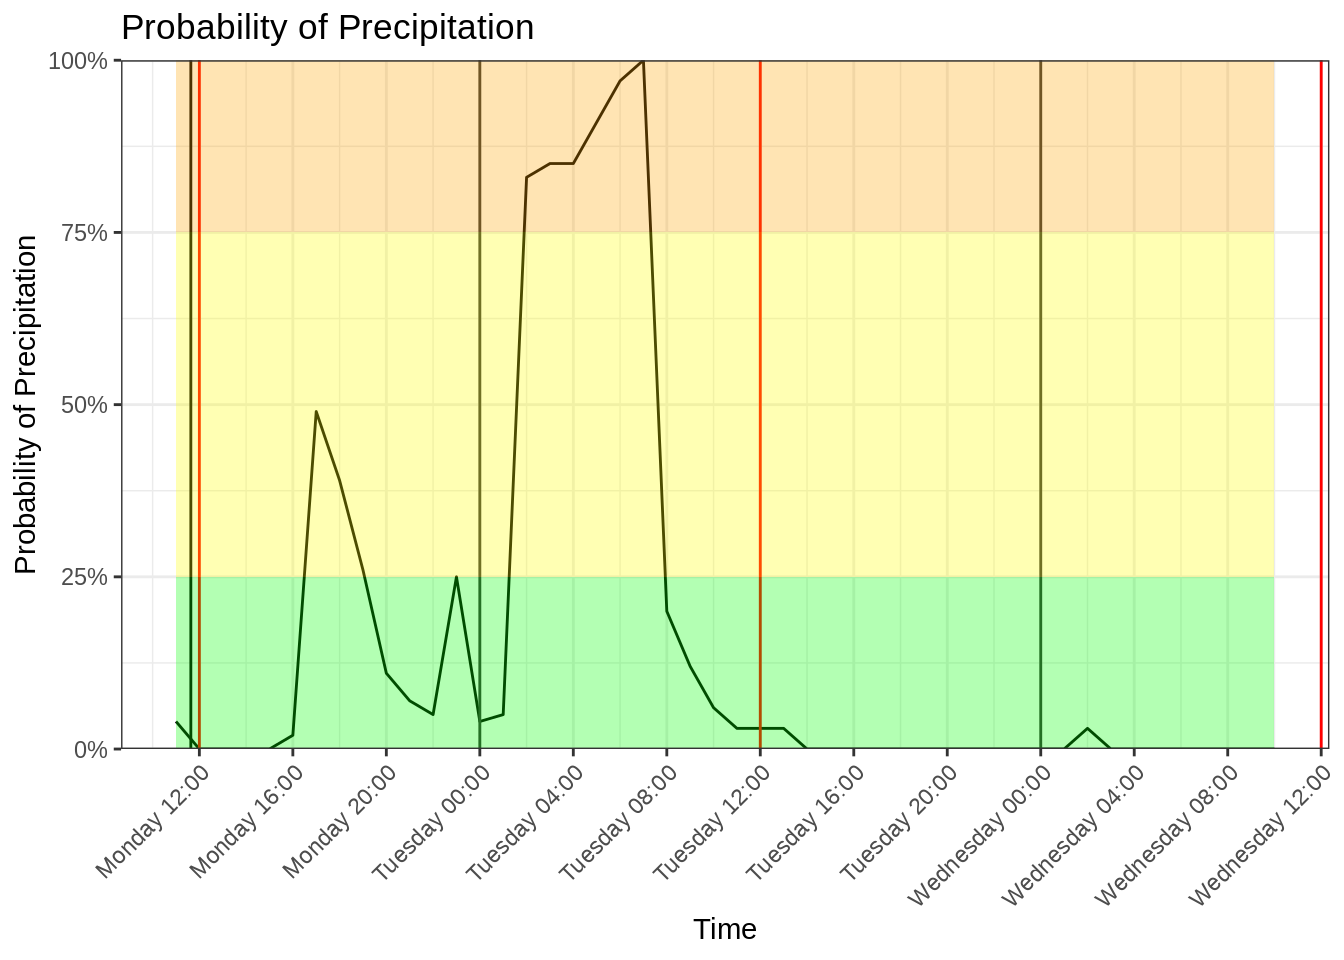 Probability of Precipitation
Probability of Precipitation
100%
75%
50%
25%
0%
Monday 12:00
Monday 16:00
Monday 20:00
Tuesday 00:00
Tuesday 04:00
Tuesday 08:00
Tuesday 12:00
Tuesday 16:00
Tuesday 20:00
Wednesday 00:00
Wednesday 04:00
Wednesday 08:00
Wednesday 12:00
Time